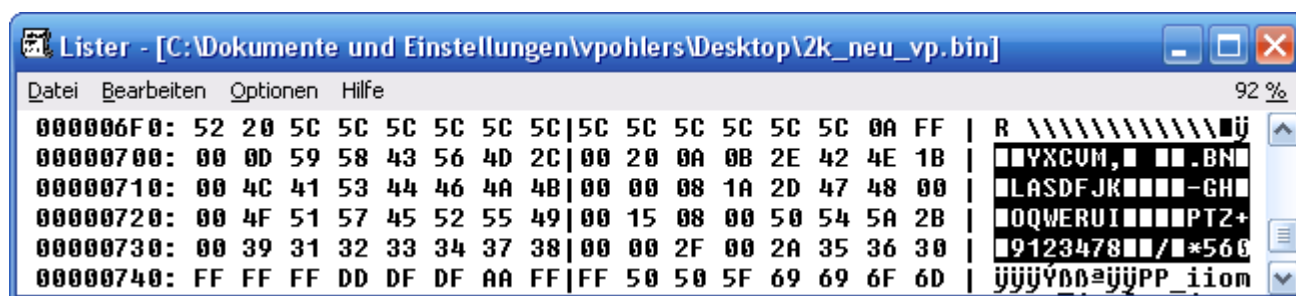 Lister - [C:\Dokumente und Einstellungen\vpohlers\Desktop\2k_neu_vp.bin]
Datei Bearbeiten Optionen Hilfe 92 %
000006F0: 52 20 5C 5C 5C 5C 5C 5C|5C 5C 5C 5C 5C 5C 0A FF | R \\\\\\\\\\\\■ÿ
00000700: 00 0D 59 58 43 56 4D 2C|00 20 0A 0B 2E 42 4E 1B | ■■YXCVM,■ ■■.BN■
00000710: 00 4C 41 53 44 46 4A 4B|00 00 08 1A 2D 47 48 00 | ■LASDFJK■■■■-GH■
00000720: 00 4F 51 57 45 52 55 49|00 15 08 00 50 54 5A 2B | ■OQWERUI■■■■PTZ+
00000730: 00 39 31 32 33 34 37 38|00 00 2F 00 2A 35 36 30 | ■9123478■■/■*560
00000740: FF FF FF DD DF DF AA FF|FF 50 50 5F 69 69 6F 6D | ÿÿÿÝßßªÿÿPP_iiom